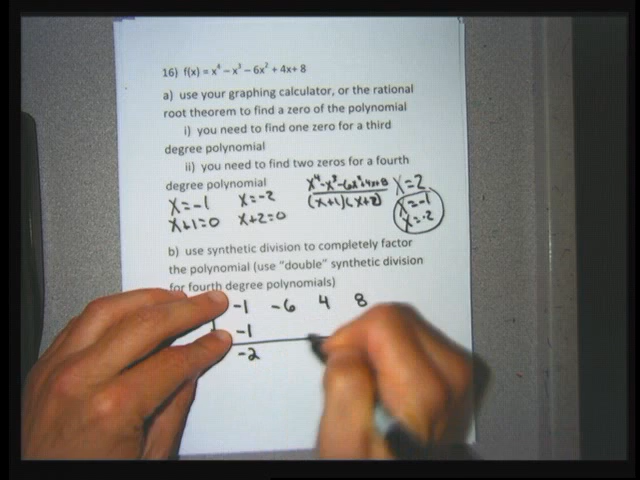 16) f(x) = x⁴ – x³ – 6x² + 4x + 8
a) use your graphing calculator, or the rational
root theorem to find a zero of the polynomial
i) you need to find one zero for a third
degree polynomial
ii) you need to find two zeros for a fourth
degree polynomial
x⁴-x³-6x²+4x+8
(x+1)(x+2)
x=2
x=-1
x=-2
x=-1 x=-2
x+1=0 x+2=0
b) use synthetic division to completely factor
the polynomial (use "double" synthetic division
for fourth degree polynomials)
-1 -6 4 8
-1
-2